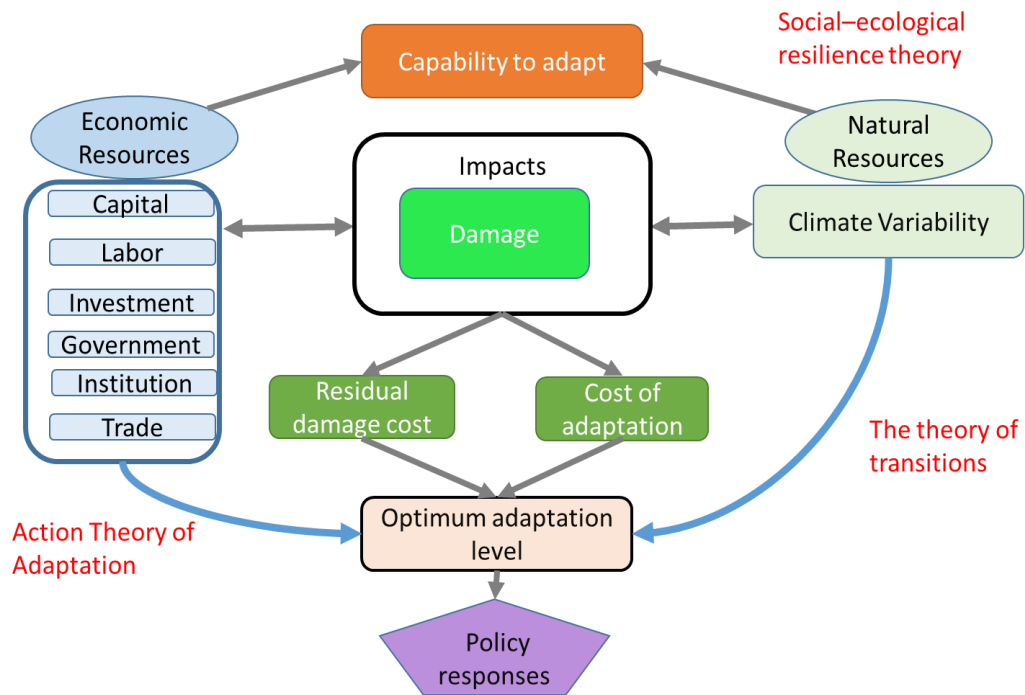 Social–ecological
resilience theory
Capability to adapt
Economic
Resources
Natural
Resources
Impacts
Damage
Capital
Labor
Investment
Government
Institution
Trade
Climate Variability
Residual
damage cost
Cost of
adaptation
The theory of
transitions
Action Theory of
Adaptation
Optimum adaptation
level
Policy
responses